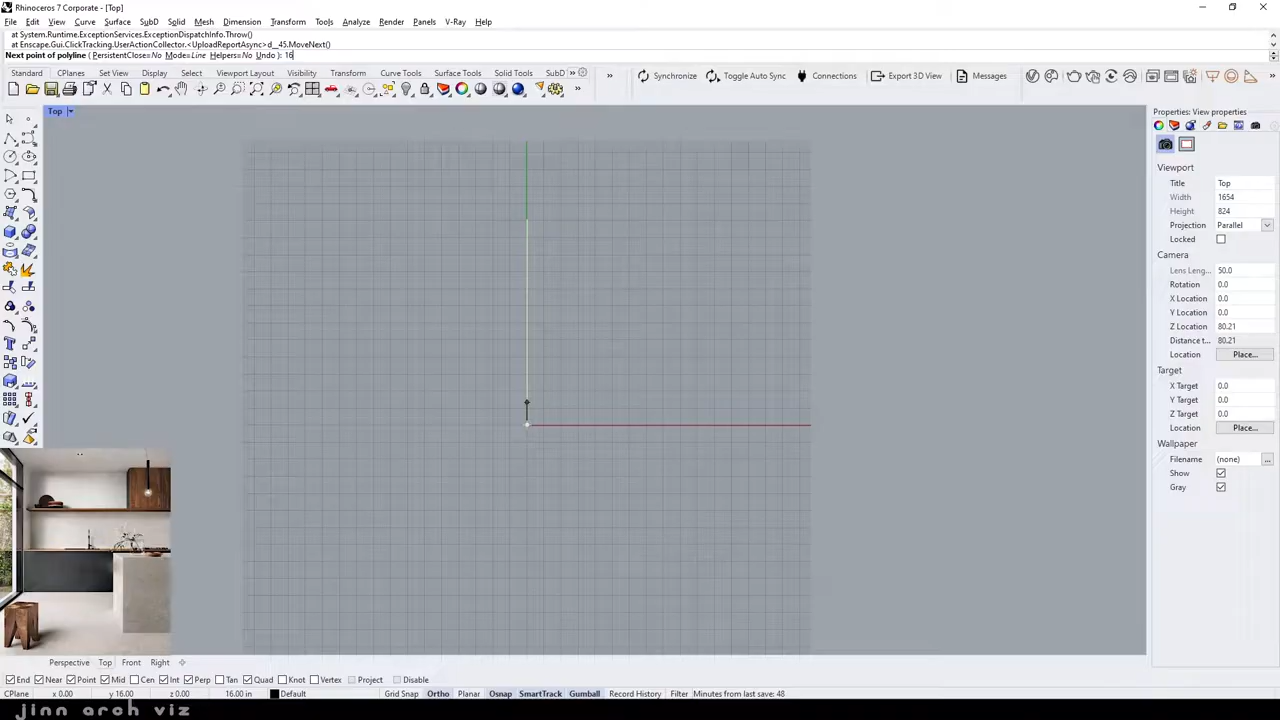 Rhinoceros 7 Corporate - [Top]
File Edit View Curve Surface SubD Solid Mesh Dimension Transform Tools Analyze Render Panels V-Ray Help
at System.Runtime.ExceptionServices.ExceptionDispatchInfo.Throw()
at Enscape.Gui.ClickTracking.UserActionCollector.<UploadReportAsync>d__45.MoveNext()
Next point of polyline ( PersistentClose=No Mode=Line Helpers=No Undo ): 16
Standard CPlanes Set View Display Select Viewport Layout Visibility Transform Curve Tools Surface Tools Solid Tools SubD » » Synchronize Toggle Auto Sync Connections Export 3D View Messages »
»
Top
Properties: View properties
Viewport
Title Top
Width 1654
Height 824
Projection Parallel
Locked
Camera
Lens Leng... 50.0
Rotation 0.0
X Location 0.0
Y Location 0.0
Z Location 80.21
Distance t... 80.21
Location Place...
Target
X Target 0.0
Y Target 0.0
Z Target 0.0
Location Place...
Wallpaper
Filename (none) ...
Show
Gray
Perspective Top Front Right
End Near Point Mid Cen Int Perp Tan Quad Knot Vertex Project Disable
CPlane x 0.00 y 16.00 z 0.00 16.00 in Default Grid Snap Ortho Planar Osnap SmartTrack Gumball Record History Filter Minutes from last save: 48
jinn arch viz